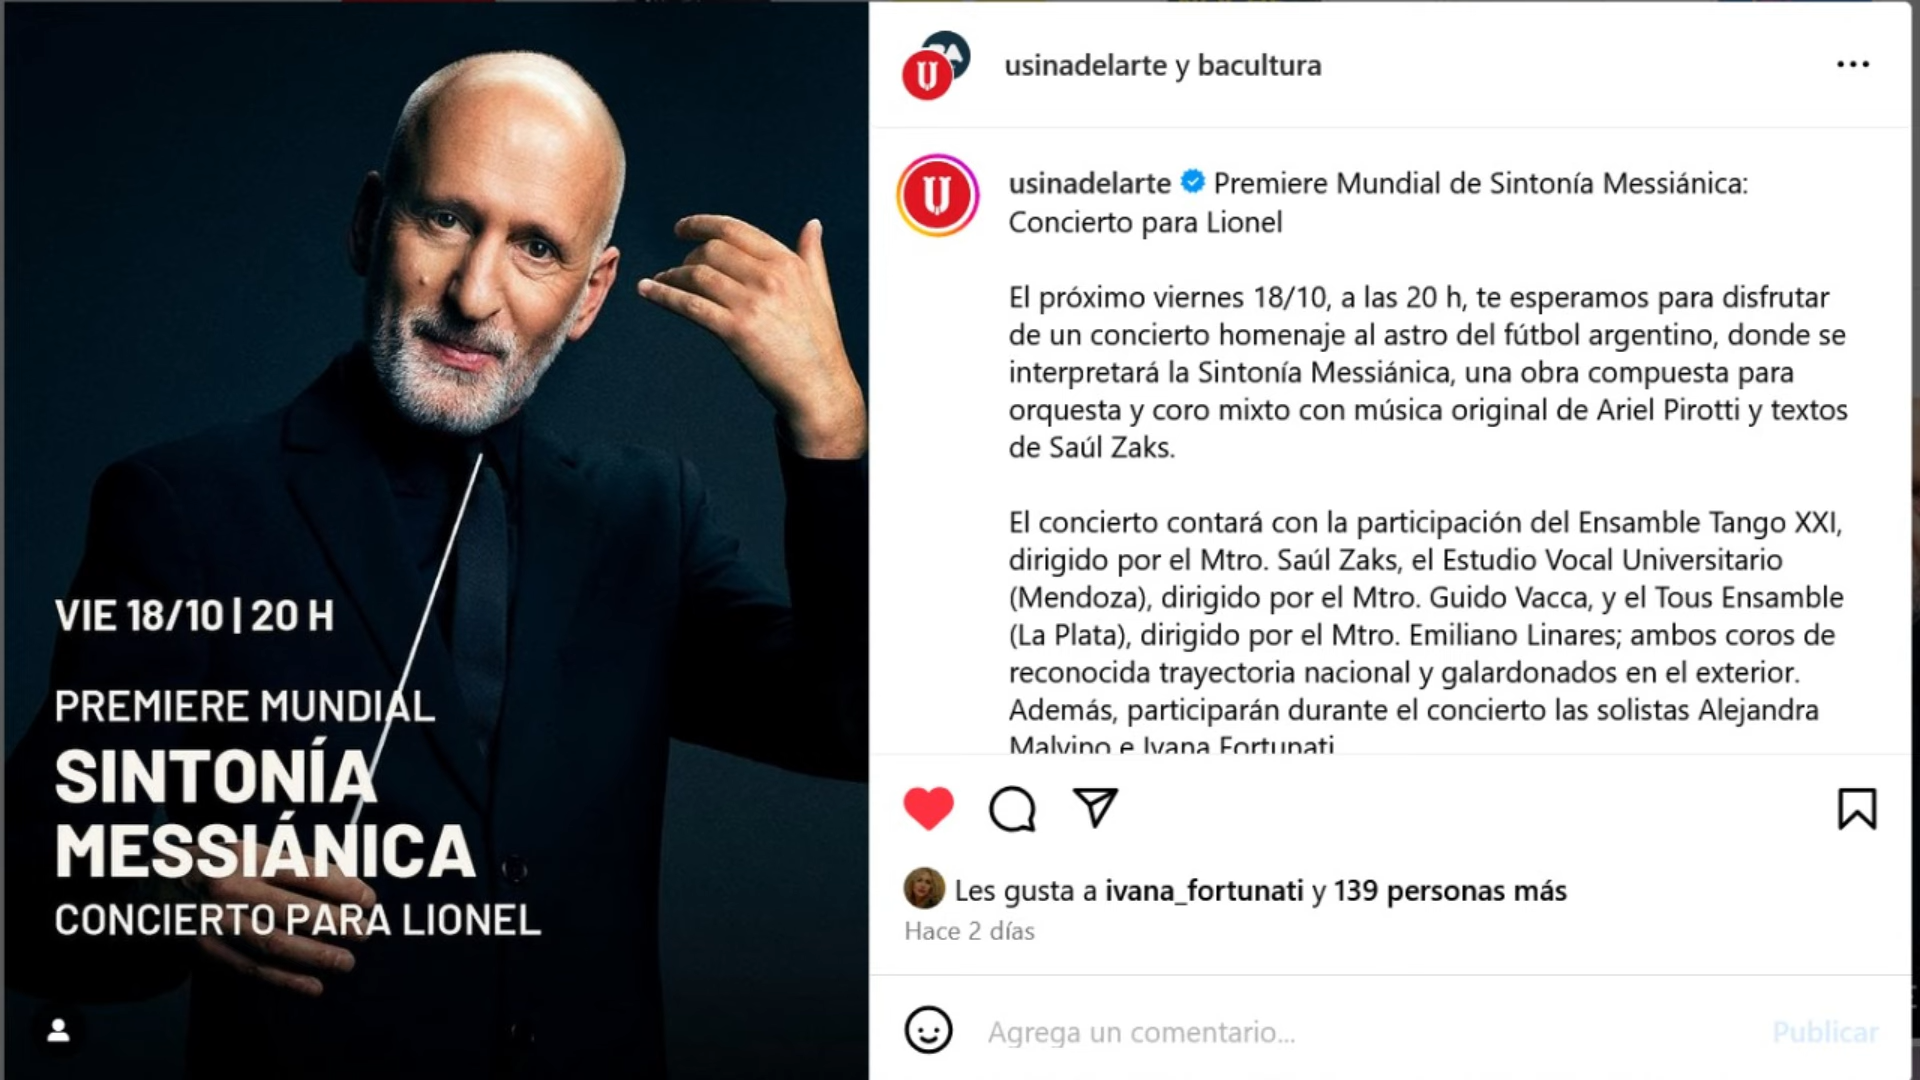 VIE 18/10 | 20 H
PREMIERE MUNDIAL
SINTONÍA
MESSIÁNICA
CONCIERTO PARA LIONEL
BA
U
usinadelarte y bacultura
U
usinadelarte Premiere Mundial de Sintonía Messiánica:
Concierto para Lionel
El próximo viernes 18/10, a las 20 h, te esperamos para disfrutar
de un concierto homenaje al astro del fútbol argentino, donde se
interpretará la Sintonía Messiánica, una obra compuesta para
orquesta y coro mixto con música original de Ariel Pirotti y textos
de Saúl Zaks.
El concierto contará con la participación del Ensamble Tango XXI,
dirigido por el Mtro. Saúl Zaks, el Estudio Vocal Universitario
(Mendoza), dirigido por el Mtro. Guido Vacca, y el Tous Ensamble
(La Plata), dirigido por el Mtro. Emiliano Linares; ambos coros de
reconocida trayectoria nacional y galardonados en el exterior.
Además, participarán durante el concierto las solistas Alejandra
Malvino e Ivana Fortunati
Les gusta a ivana_fortunati y 139 personas más
Hace 2 días
Agrega un comentario...
Publicar